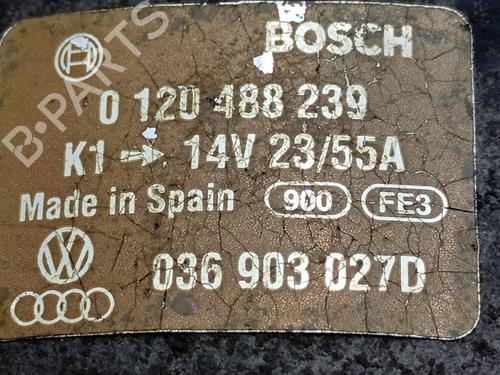 BOSCH
0 120 488 239
K1 → 14V 23/55A
Made in Spain 900 FE3
036 903 027D
B-PARTS